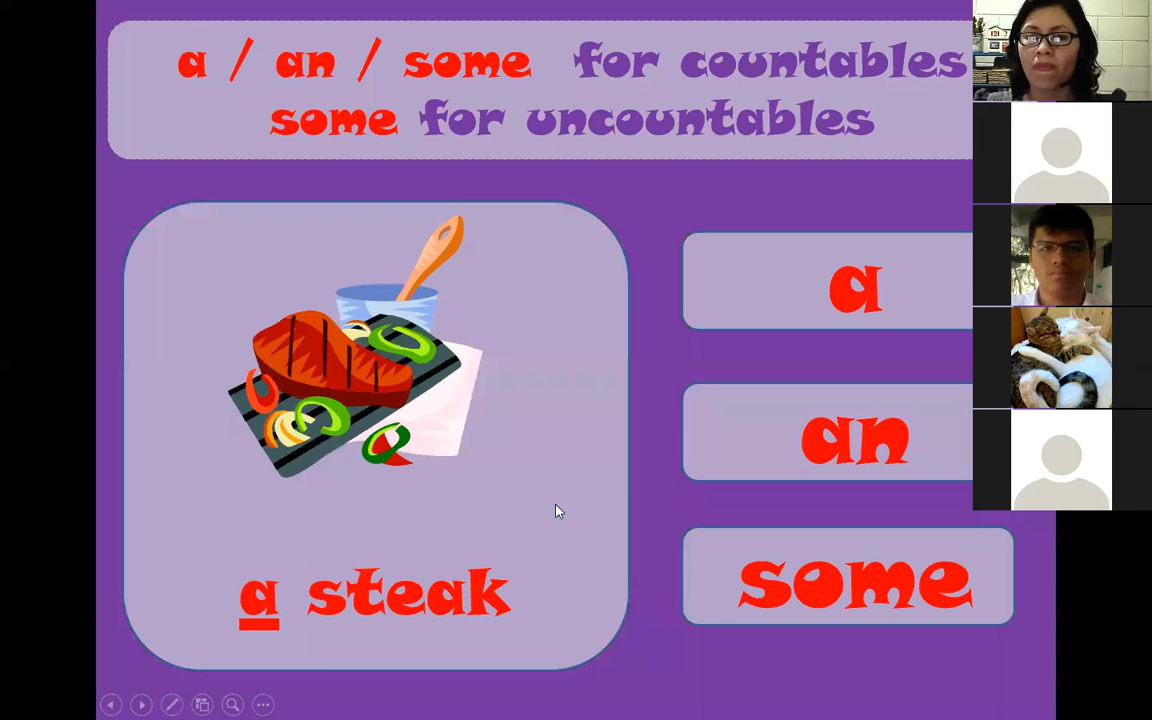 a / an / some for countables
some for uncountables
a
an
a steak
some